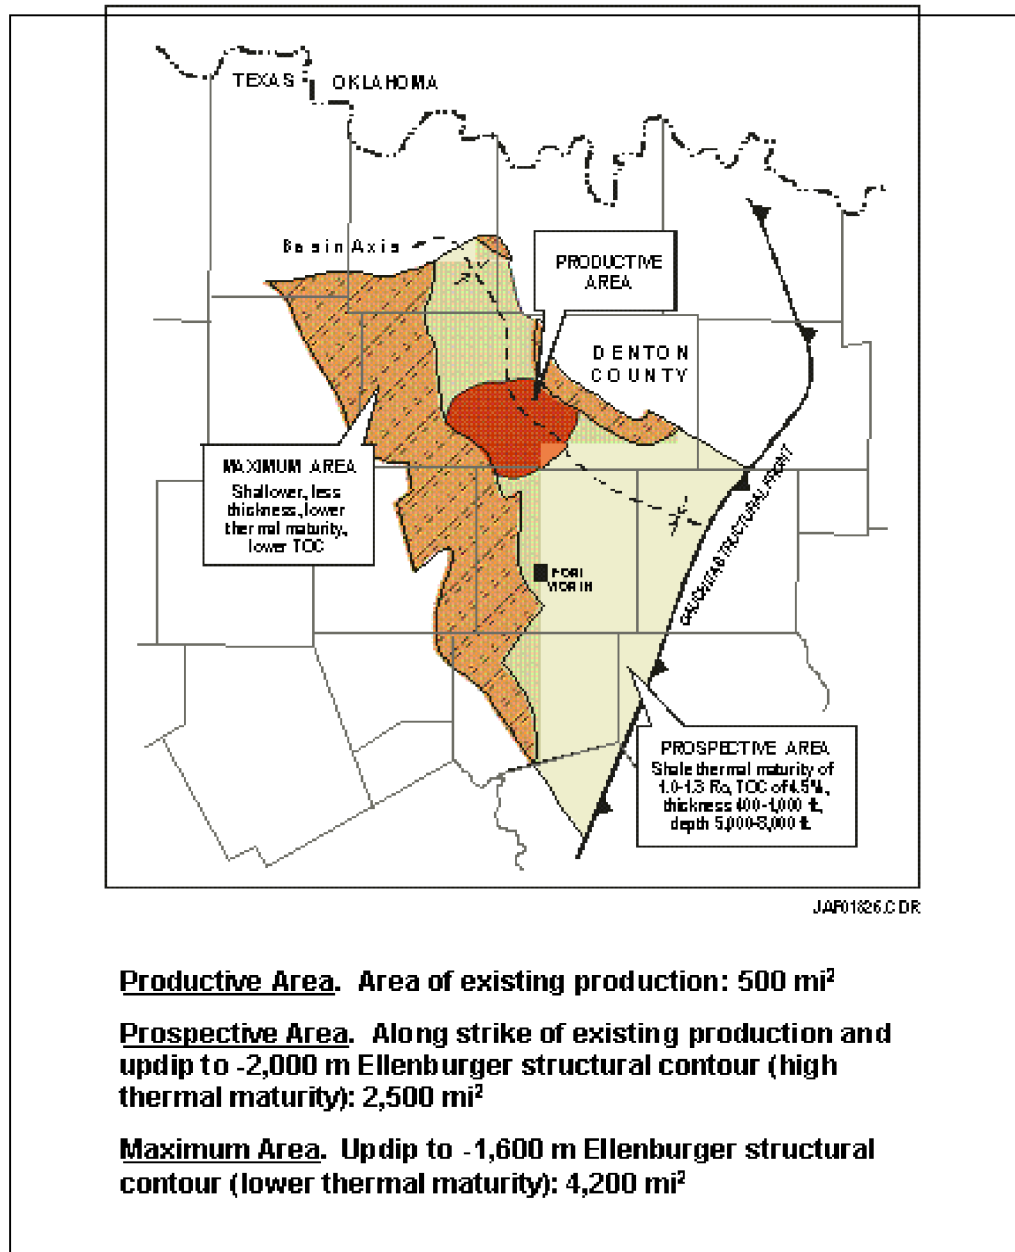 TEXAS OKLAHOMA
Basin Axis
PRODUCTIVE
AREA
DENTON
COUNTY
MAXIMUM AREA
Shallower, less
thickness, lower
thermal maturity,
lower TOC
FORT
WORTH
OAUCHITAS TRUCTURAL FRONT
PROSPECTIVE AREA
Shale thermal maturity of
1.0-1.3 Ro, TOC of 4.5%,
thickness 400-1,000 ft,
depth 5,000-8,000 ft.
JAF01826.CDR
Productive Area. Area of existing production: 500 mi²
Prospective Area. Along strike of existing production and
updip to -2,000 m Ellenburger structural contour (high
thermal maturity): 2,500 mi²
Maximum Area. Updip to -1,600 m Ellenburger structural
contour (lower thermal maturity): 4,200 mi²